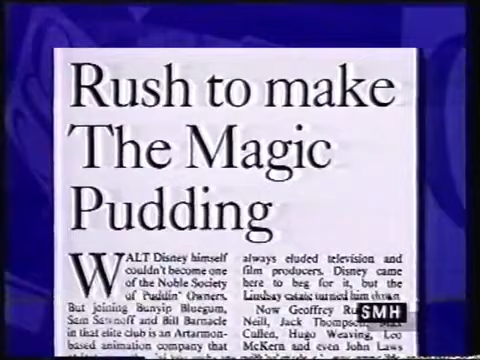 Rush to make
The Magic
Pudding
WALT Disney himself
couldn't become one
of the Noble Society
of Puddin' Owners.
But joining Bunyip Bluegum,
Sam Sawnoff and Bill Barnacle
in that elite club is an Artarmon-
based animation company that
always eluded television and
film producers. Disney came
here to beg for it, but the
Lindsay estate turned him down.
Now Geoffrey
Neill, Jack
Cullen, Hugo Weaving, Leo
McKern and even John Laws
SMH